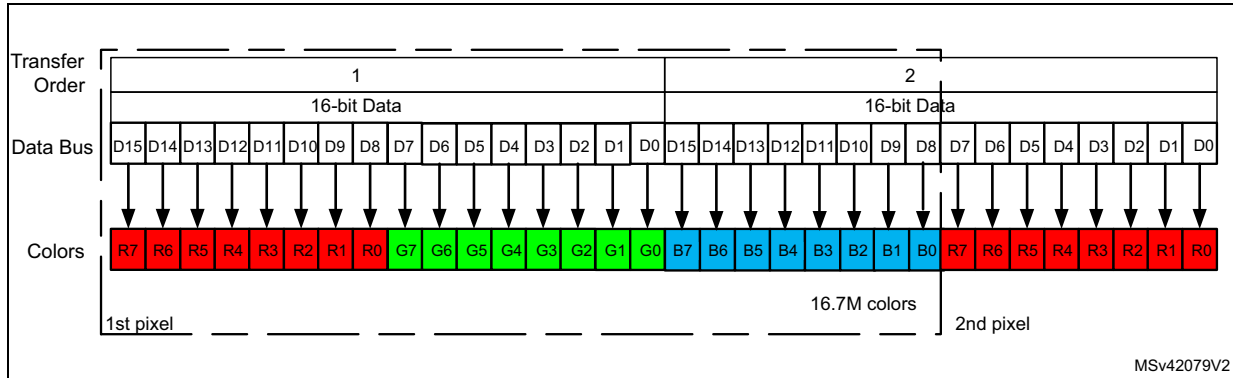 Transfer Order
1 2
16-bit Data 16-bit Data
Data Bus D15 D14 D13 D12 D11 D10 D9 D8 D7 D6 D5 D4 D3 D2 D1 D0 D15 D14 D13 D12 D11 D10 D9 D8 D7 D6 D5 D4 D3 D2 D1 D0
Colors R7 R6 R5 R4 R3 R2 R1 R0 G7 G6 G5 G4 G3 G2 G1 G0 B7 B6 B5 B4 B3 B2 B1 B0 R7 R6 R5 R4 R3 R2 R1 R0
16.7M colors
1st pixel 2nd pixel
MSv42079V2